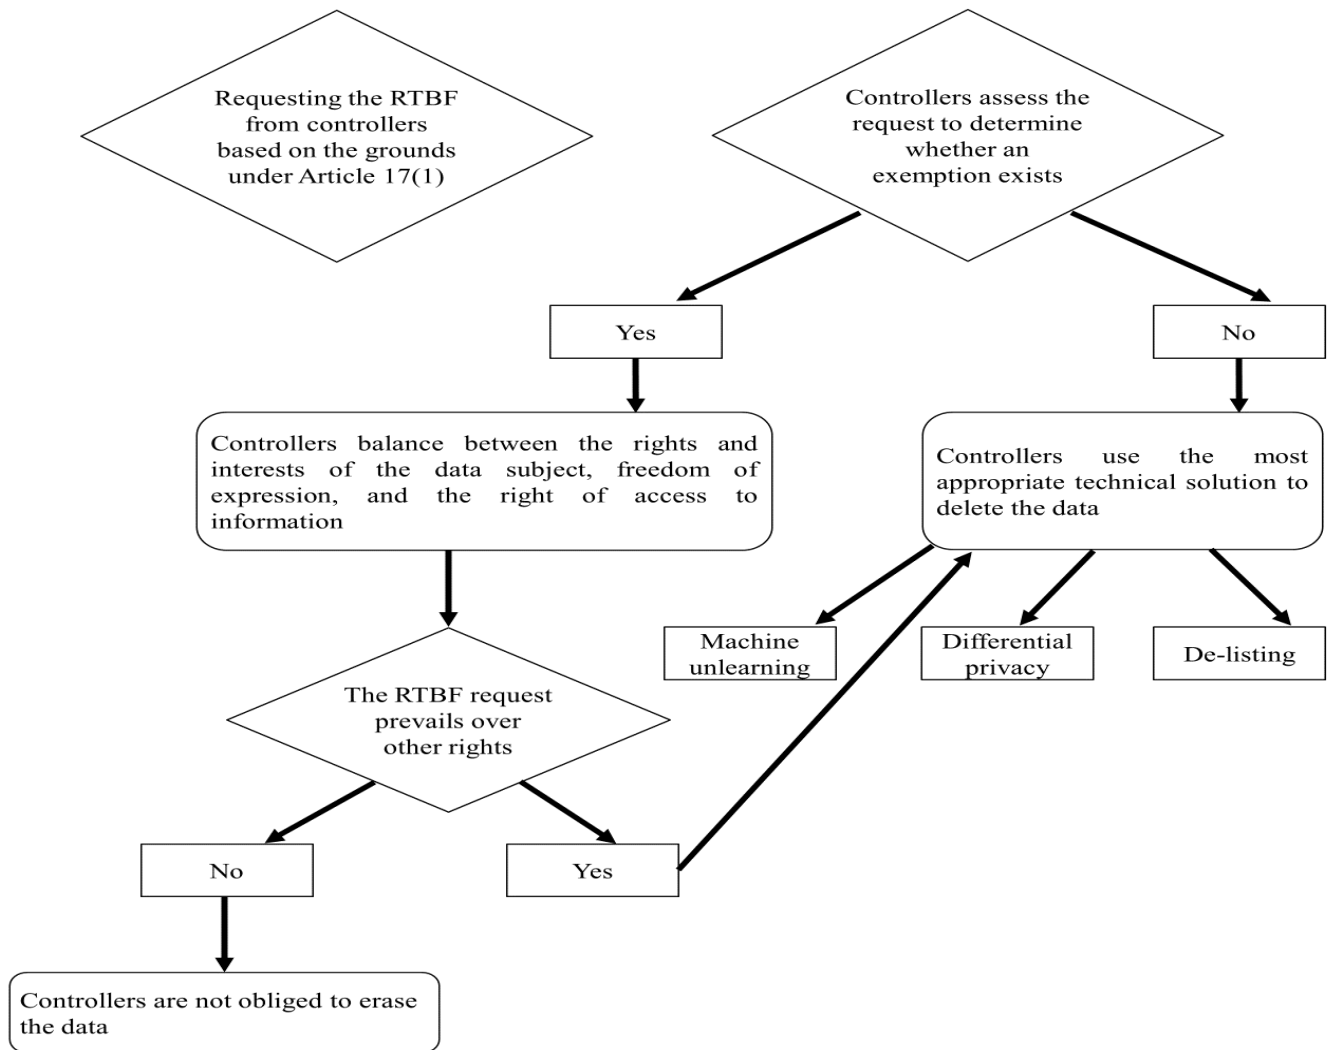 Requesting the RTBF
from controllers
based on the grounds
under Article 17(1)
Controllers assess the
request to determine
whether an
exemption exists
Yes
No
Controllers balance between the rights and
interests of the data subject, freedom of
expression, and the right of access to
information
Controllers use the most
appropriate technical solution to
delete the data
Machine
unlearning
Differential
privacy
De-listing
The RTBF request
prevails over
other rights
No
Yes
Controllers are not obliged to erase
the data